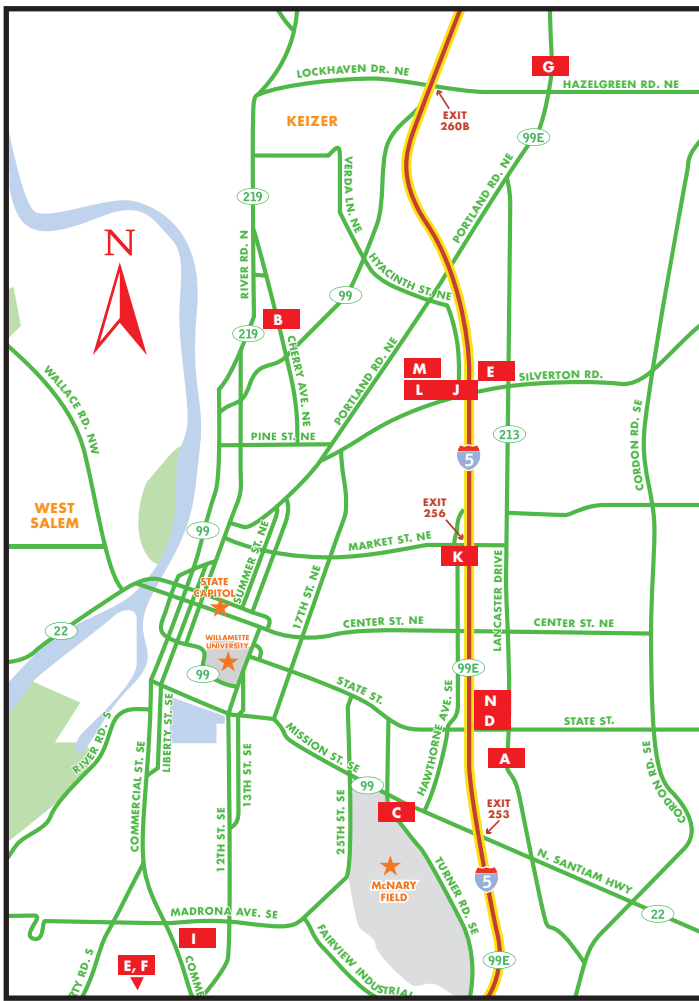 LOCKHAVEN DR. NE
G
HAZELGREEN RD. NE
EXIT
260B
KEIZER
99E
VERDA LN. NE
PORTLAND RD. NE
219
RIVER RD. N
N
HYACINTH ST. NE
99
B
219
CHERRY AVE. NE
PORTLAND RD. NE
M
E
L J
SILVERTON RD.
WALLACE RD. NW
PINE ST. NE
213
CORDON RD. SE
5
WEST
SALEM
EXIT
256
99
SUMMER ST. NE
MARKET ST. NE
K
LANCASTER DRIVE
STATE
CAPITOL
17TH ST. NE
22
CENTER ST. NE
CENTER ST. NE
WILLAMETTE
UNIVERSITY
99
99E
STATE ST.
HAWTHORNE AVE. SE
N
D
STATE ST.
RIVER RD. S
LIBERTY ST. SE
COMMERCIAL ST. SE
13TH ST. SE
12TH ST. SE
MISSION ST. SE
A
99
25TH ST. SE
C
EXIT
253
CORDON RD. SE
N. SANTIAM HWY
22
McNARY
FIELD
TURNER RD. SE
5
MADRONA AVE. SE
I
FAIRVIEW INDUSTRIAL
99E
E, F
RTY RD. S
COMME